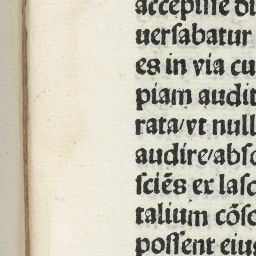 accepisse di
uersabatur
es in via cu
piam audit
rata/vt null
audire/absc
sciēs ex lasc
talium cōsc
possent eius